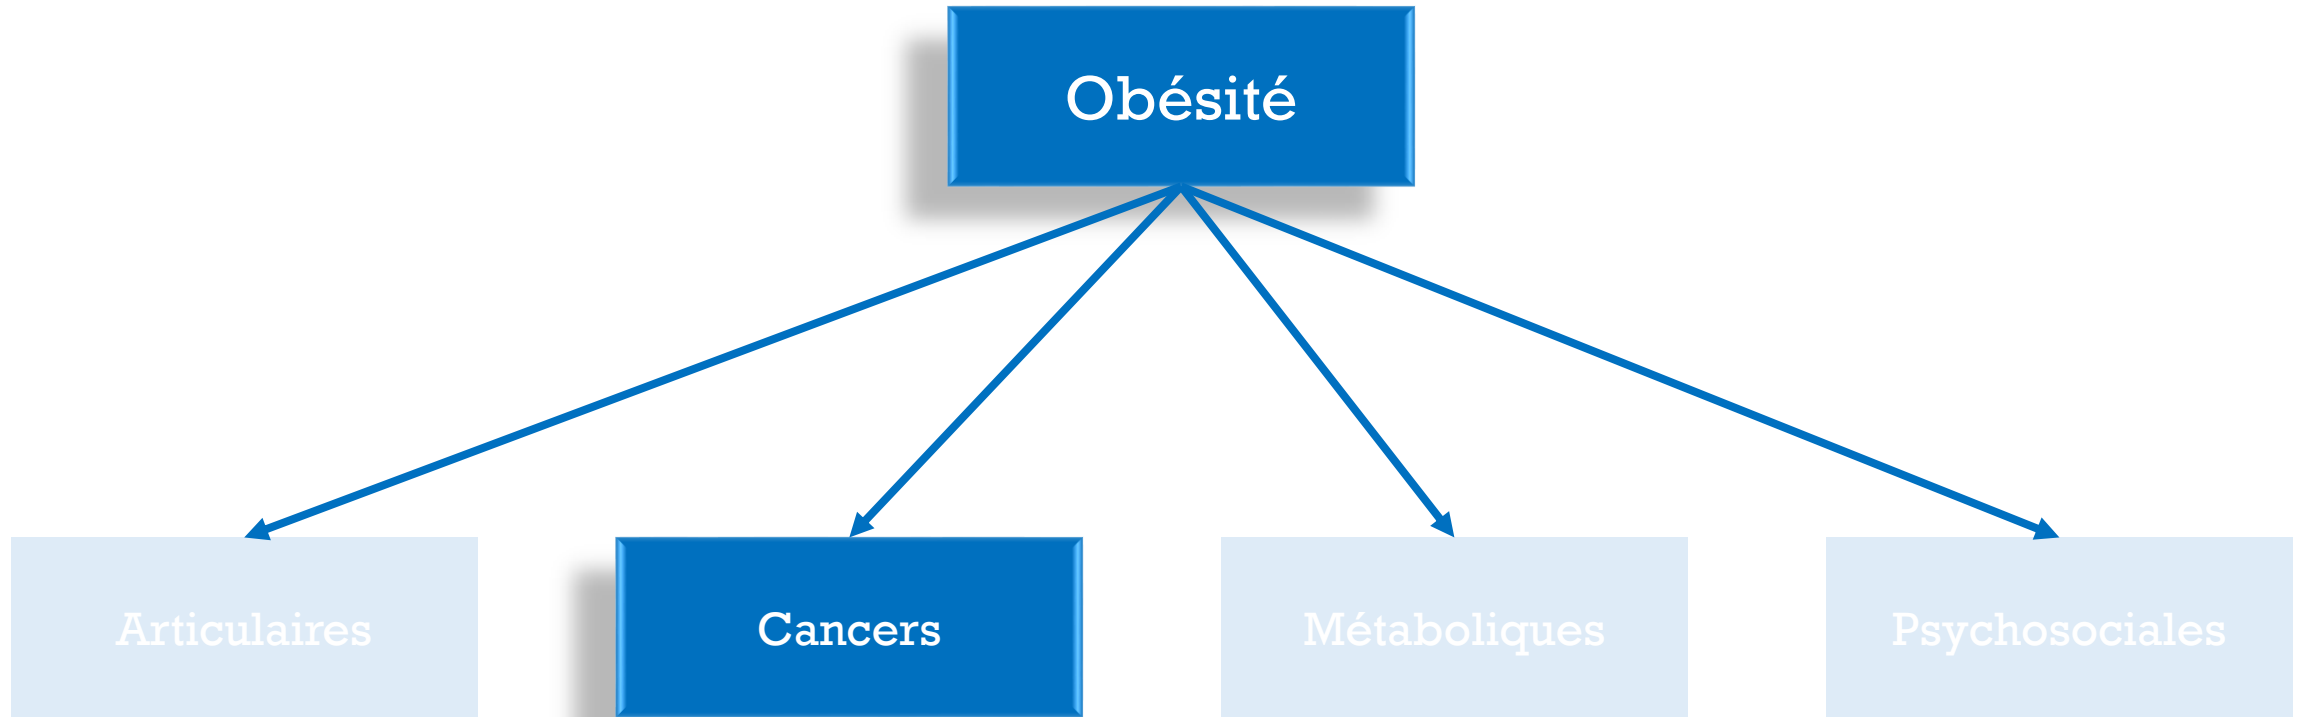 Obésité
Articulaires
Cancers
Métaboliques
Psychosociales